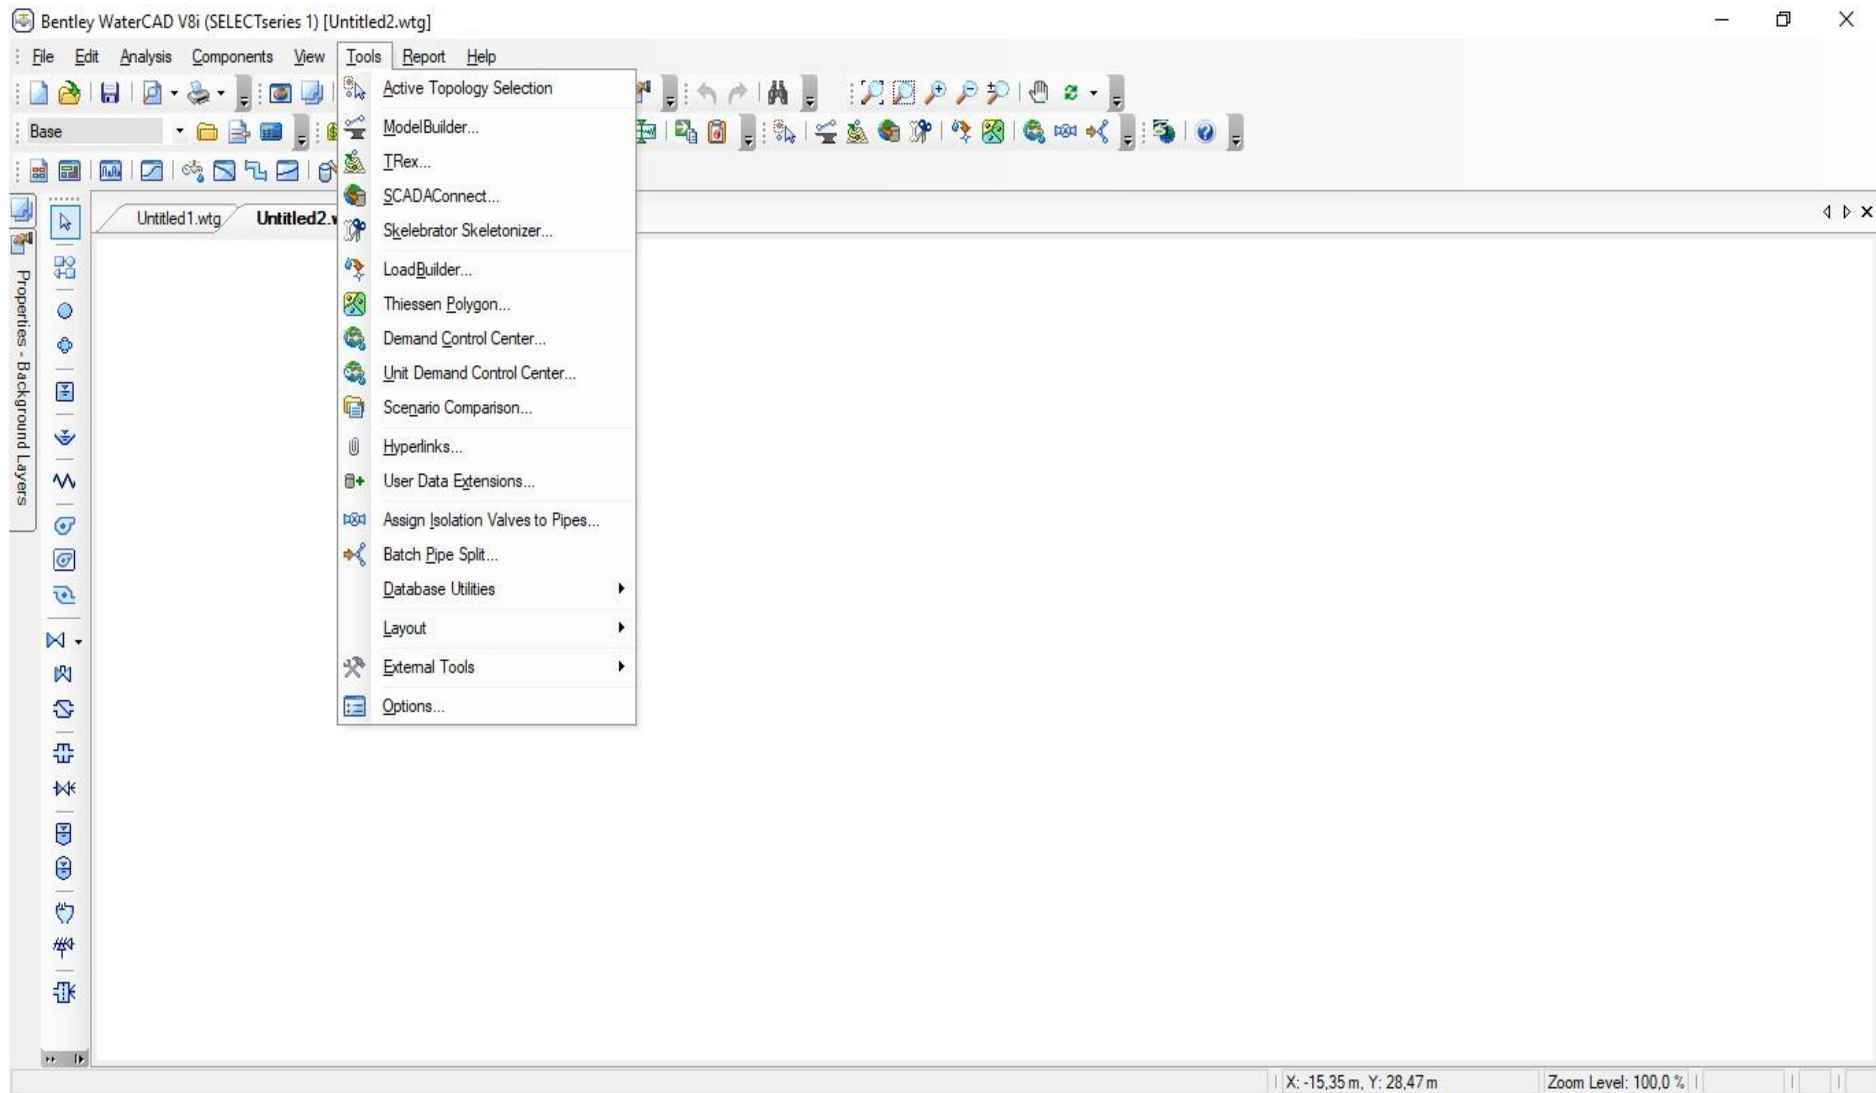 Bentley WaterCAD V8i (SELECTseries 1) [Untitled2.wtg]
File Edit Analysis Components View Tools Report Help
Active Topology Selection
Base
ModelBuilder...
TRex...
SCADAConnect...
Untitled1.wtg Untitled2.w
Skelebrator Skeletonizer...
LoadBuilder...
Thiessen Polygon...
Demand Control Center...
Unit Demand Control Center...
Scenario Comparison...
Hyperlinks...
User Data Extensions...
Assign Isolation Valves to Pipes...
Batch Pipe Split...
Database Utilities
Layout
External Tools
Options...
Properties - Background Layers
X: -15,35 m, Y: 28,47 m Zoom Level: 100,0 %